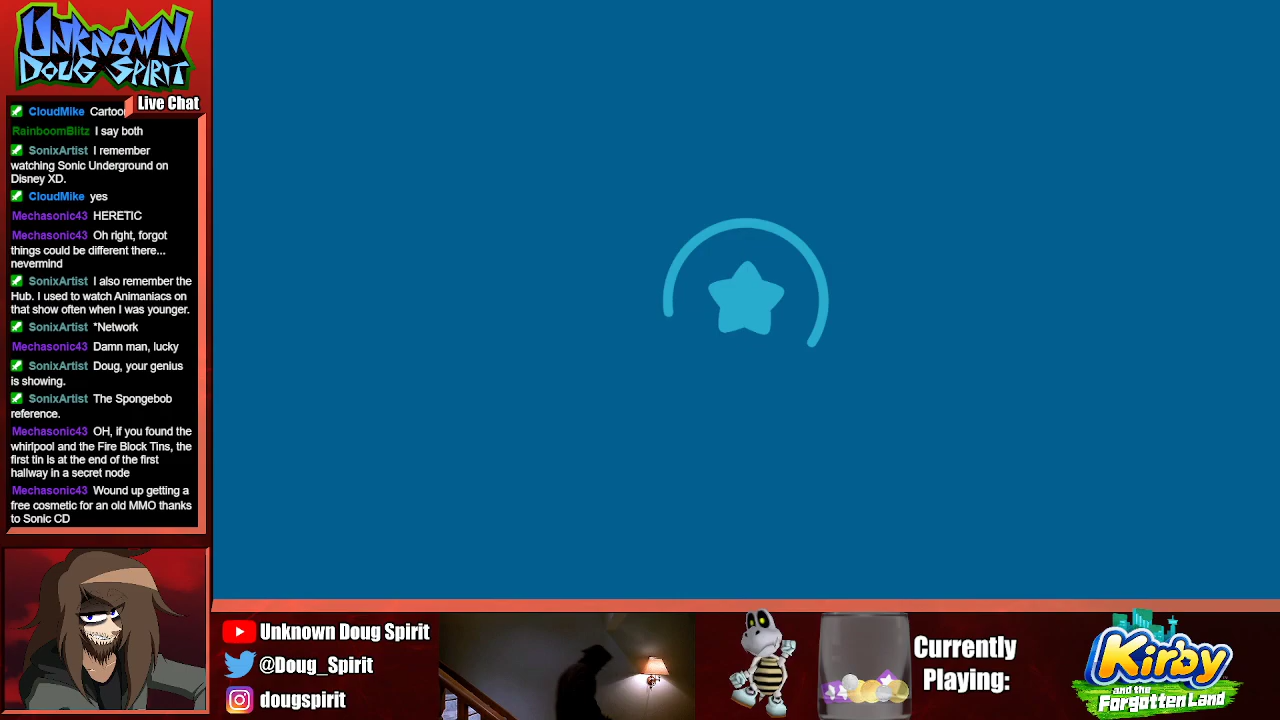 UNKNOWN
DOUG SPIRIT
Live Chat
CloudMike Cartoo
RainboomBlitz I say both
SonixArtist I remember
watching Sonic Underground on
Disney XD.
CloudMike yes
Mechasonic43 HERETIC
Mechasonic43 Oh right, forgot
things could be different there...
nevermind
SonixArtist I also remember the
Hub. I used to watch Animaniacs on
that show often when I was younger.
SonixArtist *Network
Mechasonic43 Damn man, lucky
SonixArtist Doug, your genius
is showing.
SonixArtist The Spongebob
reference.
Mechasonic43 OH, if you found the
whirlpool and the Fire Block Tins, the
first tin is at the end of the first
hallway in a secret node
Mechasonic43 Wound up getting a
free cosmetic for an old MMO thanks
to Sonic CD
Unknown Doug Spirit
@Doug_Spirit
dougspirit
Currently
Playing:
Kirby
and the
Forgotten Land